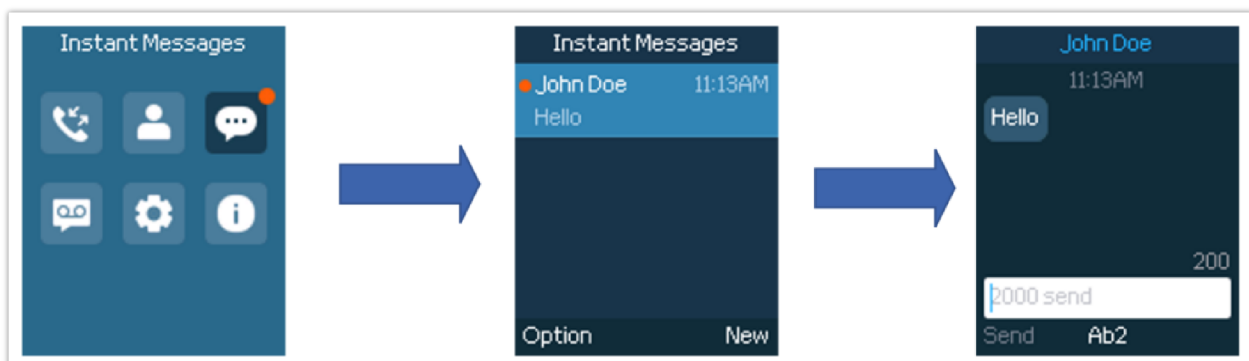 Instant Messages
Instant Messages
John Doe 11:13AM
Hello
Option New
John Doe
11:13AM
Hello
200
2000 send
Send Ab2